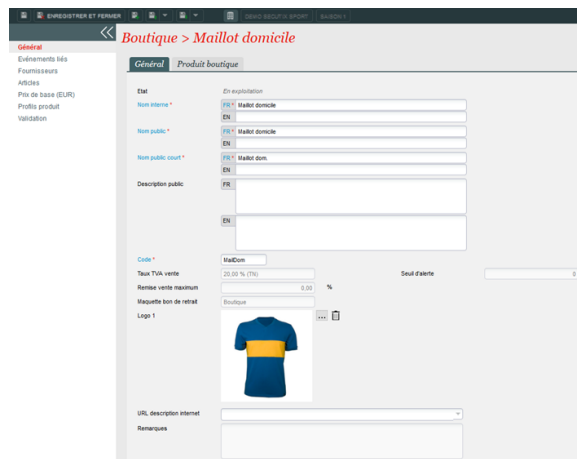 ENREGISTRER ET FERMER DEMO SECUTIX SPORT SAISON 1
Boutique > Maillot domicile
Général
Evénements liés
Fournisseurs
Articles
Prix de base (EUR)
Profils produit
Validation
Général Produit boutique
Etat En exploitation
Nom interne * FR * Maillot domicile
EN
Nom public * FR * Maillot domicile
EN
Nom public court * FR * Maillot dom.
EN
Description public FR
EN
Code * MailDom
Taux TVA vente 20,00 % (TN) Seuil d'alerte 0
Remise vente maximum 0,00 %
Maquette bon de retrait Boutique
Logo 1 ...
URL description internet
Remarques